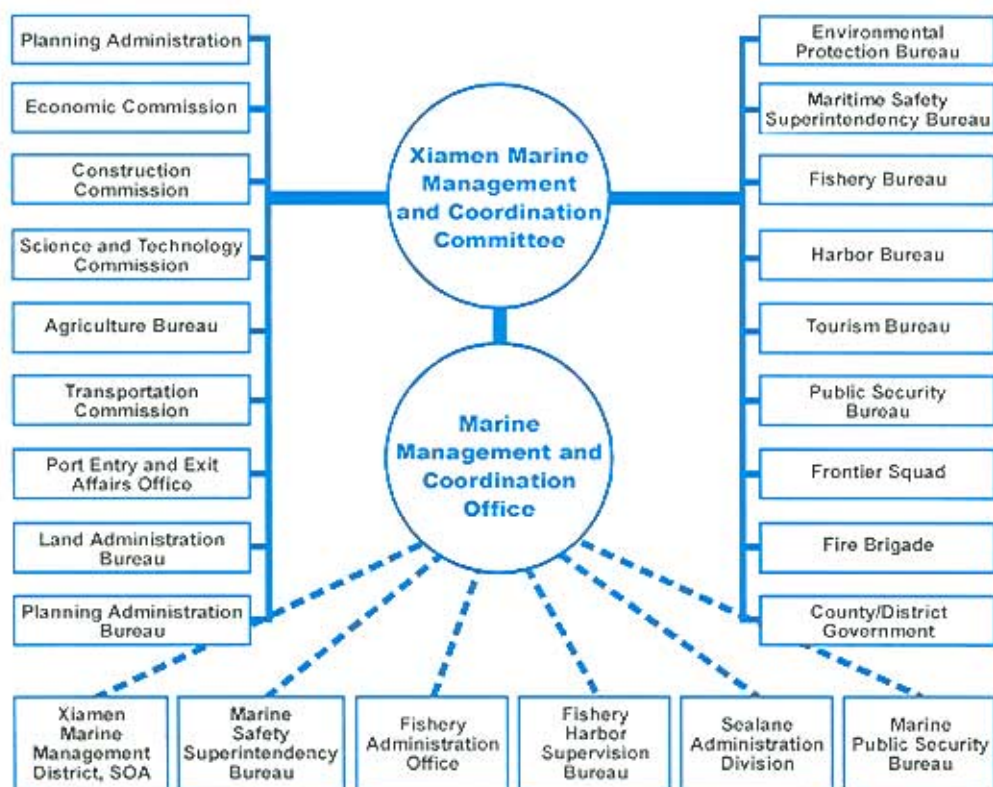 Planning Administration
Economic Commission
Construction
Commission
Science and Technology
Commission
Agriculture Bureau
Transportation
Commission
Port Entry and Exit
Affairs Office
Land Administration
Bureau
Planning Administration
Bureau
Xiamen Marine
Management
and Coordination
Committee
Marine
Management and
Coordination
Office
Environmental
Protection Bureau
Maritime Safety
Superintendency Bureau
Fishery Bureau
Harbor Bureau
Tourism Bureau
Public Security
Bureau
Frontier Squad
Fire Brigade
County/District
Government
Xiamen
Marine
Management
District, SOA
Marine
Safety
Superintendency
Bureau
Fishery
Administration
Office
Fishery
Harbor
Supervision
Bureau
Sealane
Administration
Division
Marine
Public Security
Bureau